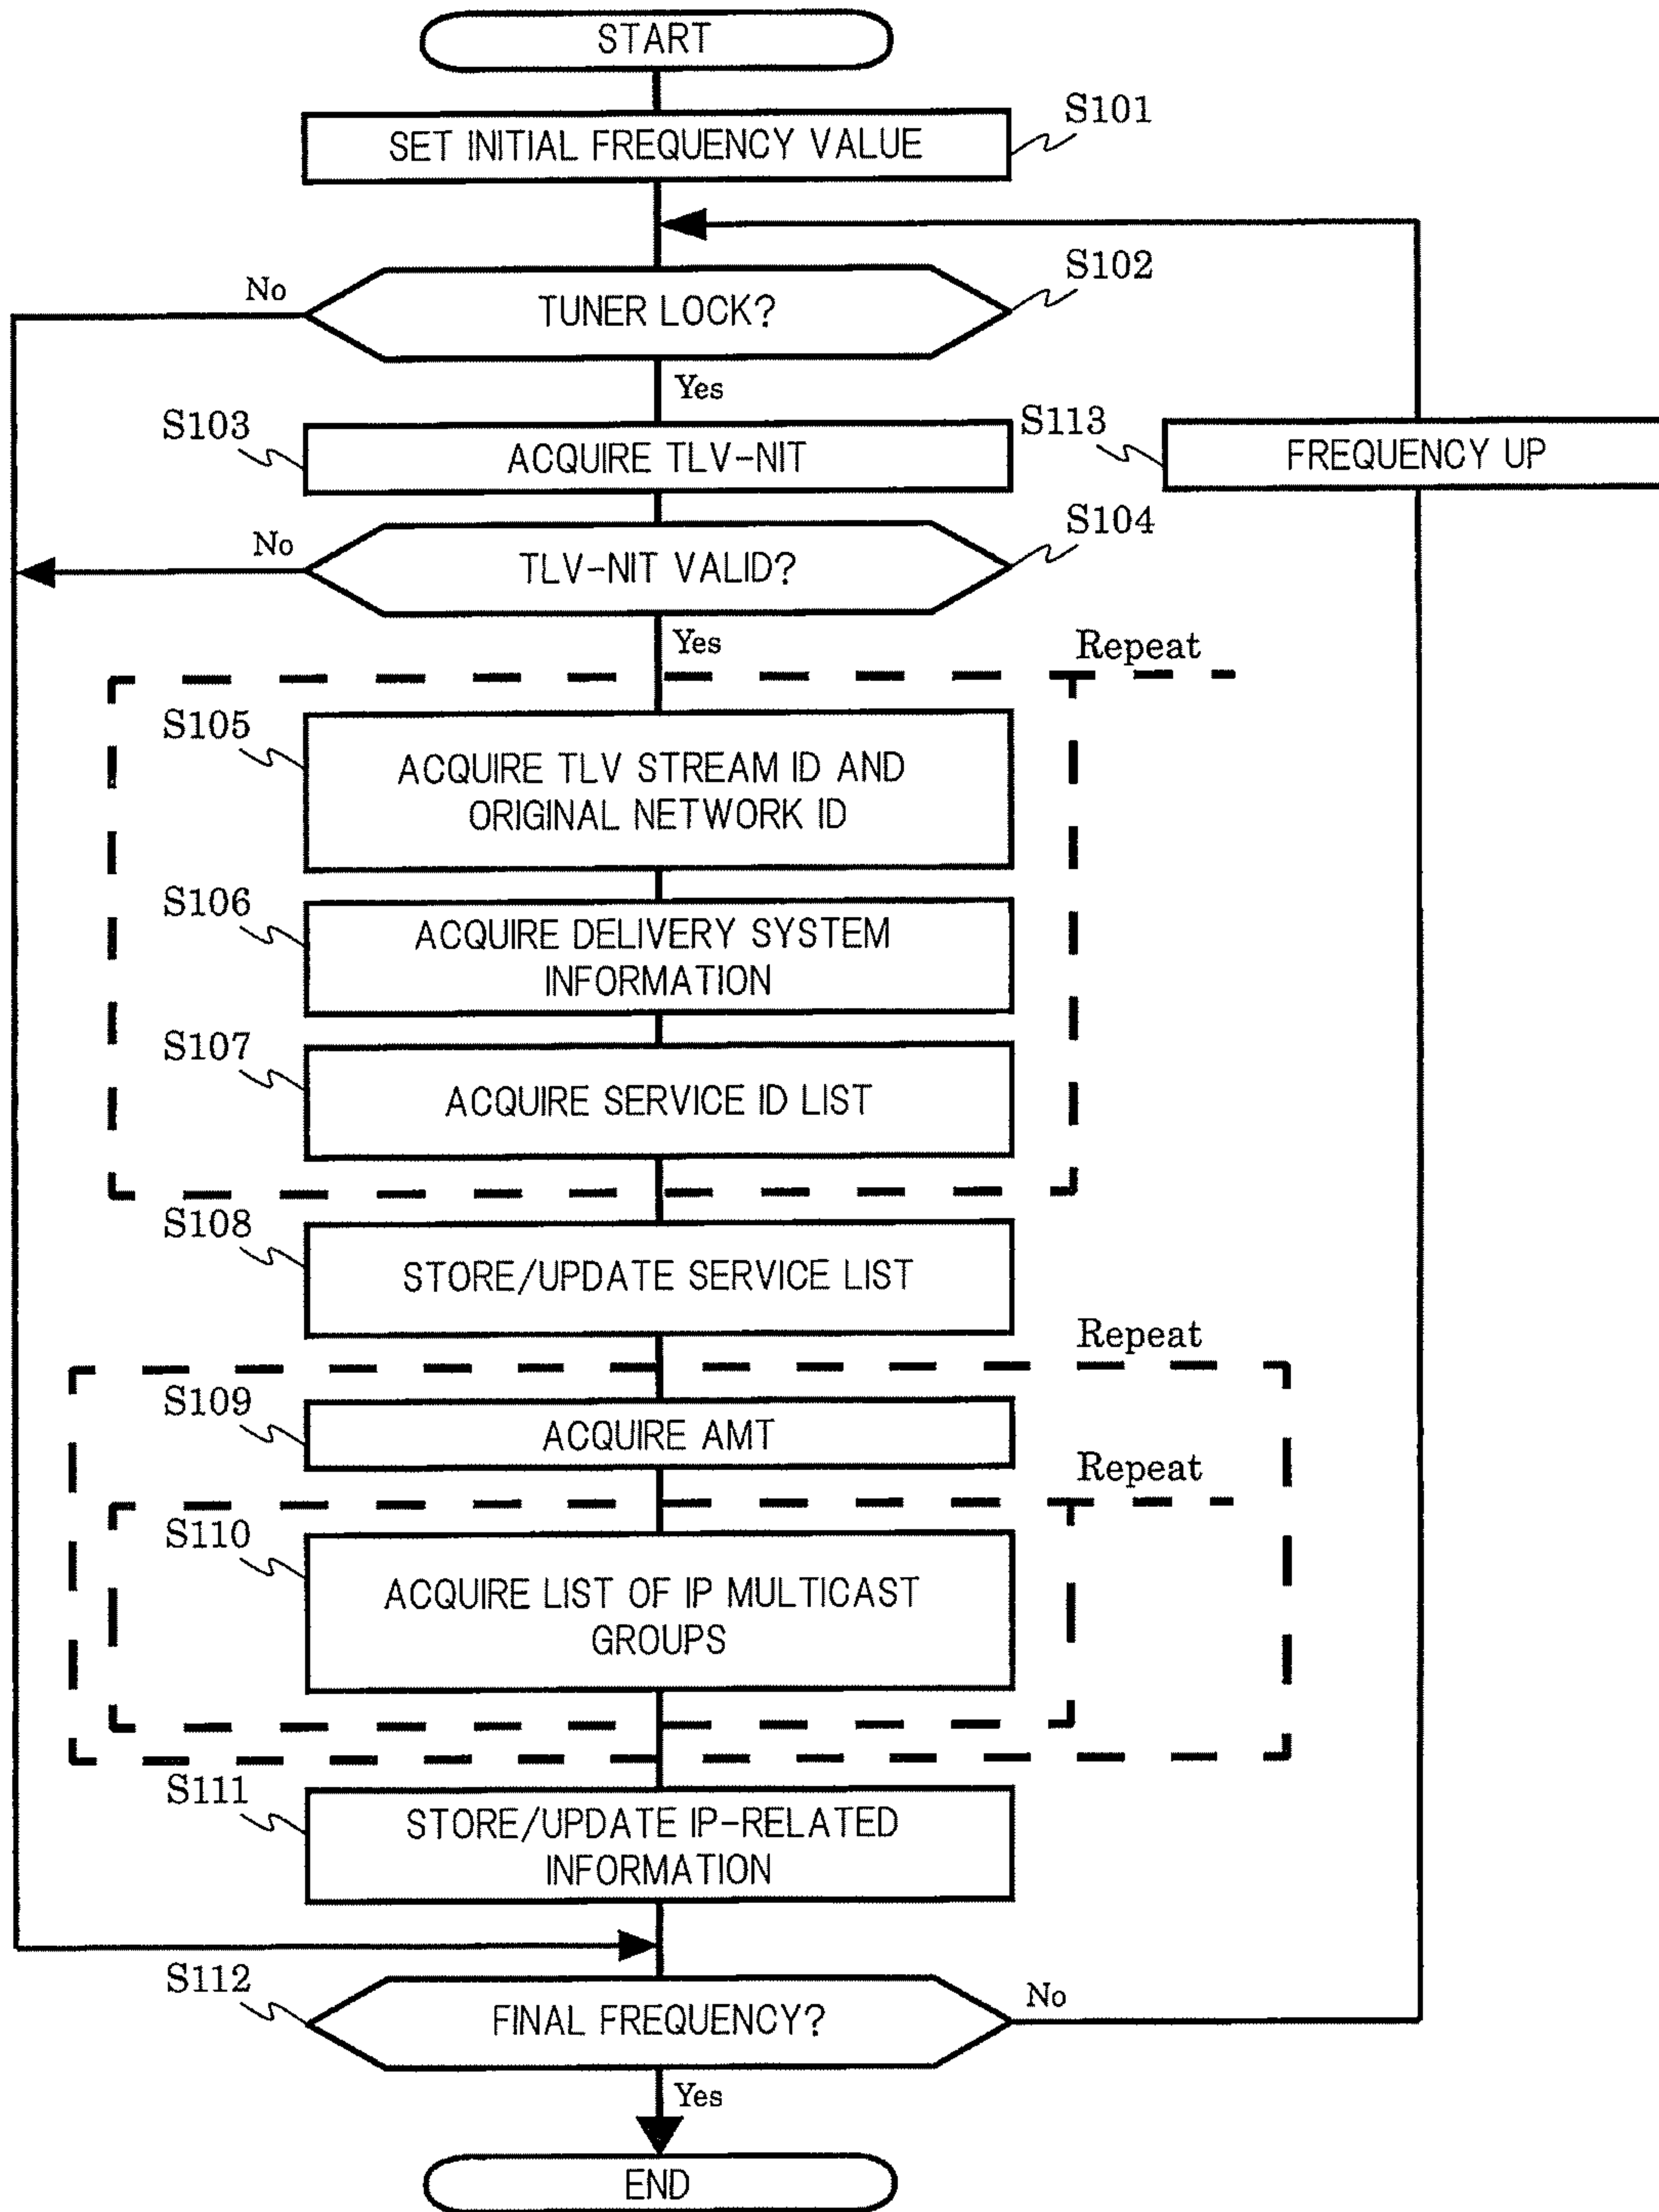 START
S101
SET INITIAL FREQUENCY VALUE
S102
No
TUNER LOCK?
Yes
S103
ACQUIRE TLV-NIT
S113
FREQUENCY UP
S104
No
TLV-NIT VALID?
Yes
Repeat
S105
ACQUIRE TLV STREAM ID AND
ORIGINAL NETWORK ID
S106
ACQUIRE DELIVERY SYSTEM
INFORMATION
S107
ACQUIRE SERVICE ID LIST
S108
STORE/UPDATE SERVICE LIST
Repeat
S109
ACQUIRE AMT
Repeat
S110
ACQUIRE LIST OF IP MULTICAST
GROUPS
S111
STORE/UPDATE IP-RELATED
INFORMATION
S112
FINAL FREQUENCY?
No
Yes
END